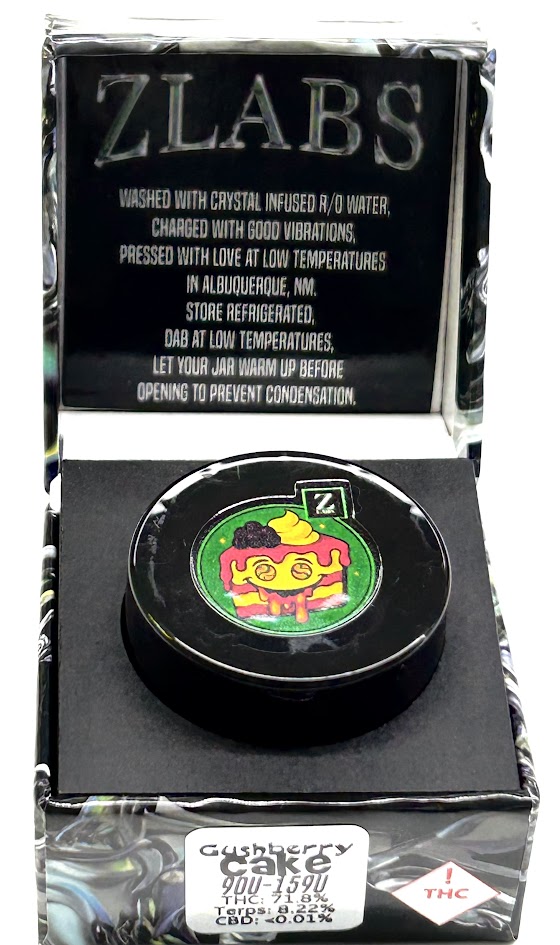 ZLABS
WASHED WITH CRYSTAL INFUSED R/O WATER,
CHARGED WITH GOOD VIBRATIONS,
PRESSED WITH LOVE AT LOW TEMPERATURES
IN ALBUQUERQUE, NM.
STORE REFRIGERATED,
DAB AT LOW TEMPERATURES,
LET YOUR JAR WARM UP BEFORE
OPENING TO PREVENT CONDENSATION.
Z
Gushberry
Cake
90U-159U
THC: 71.8%
Terps: 8.22%
CBD: <0.01%
!
THC